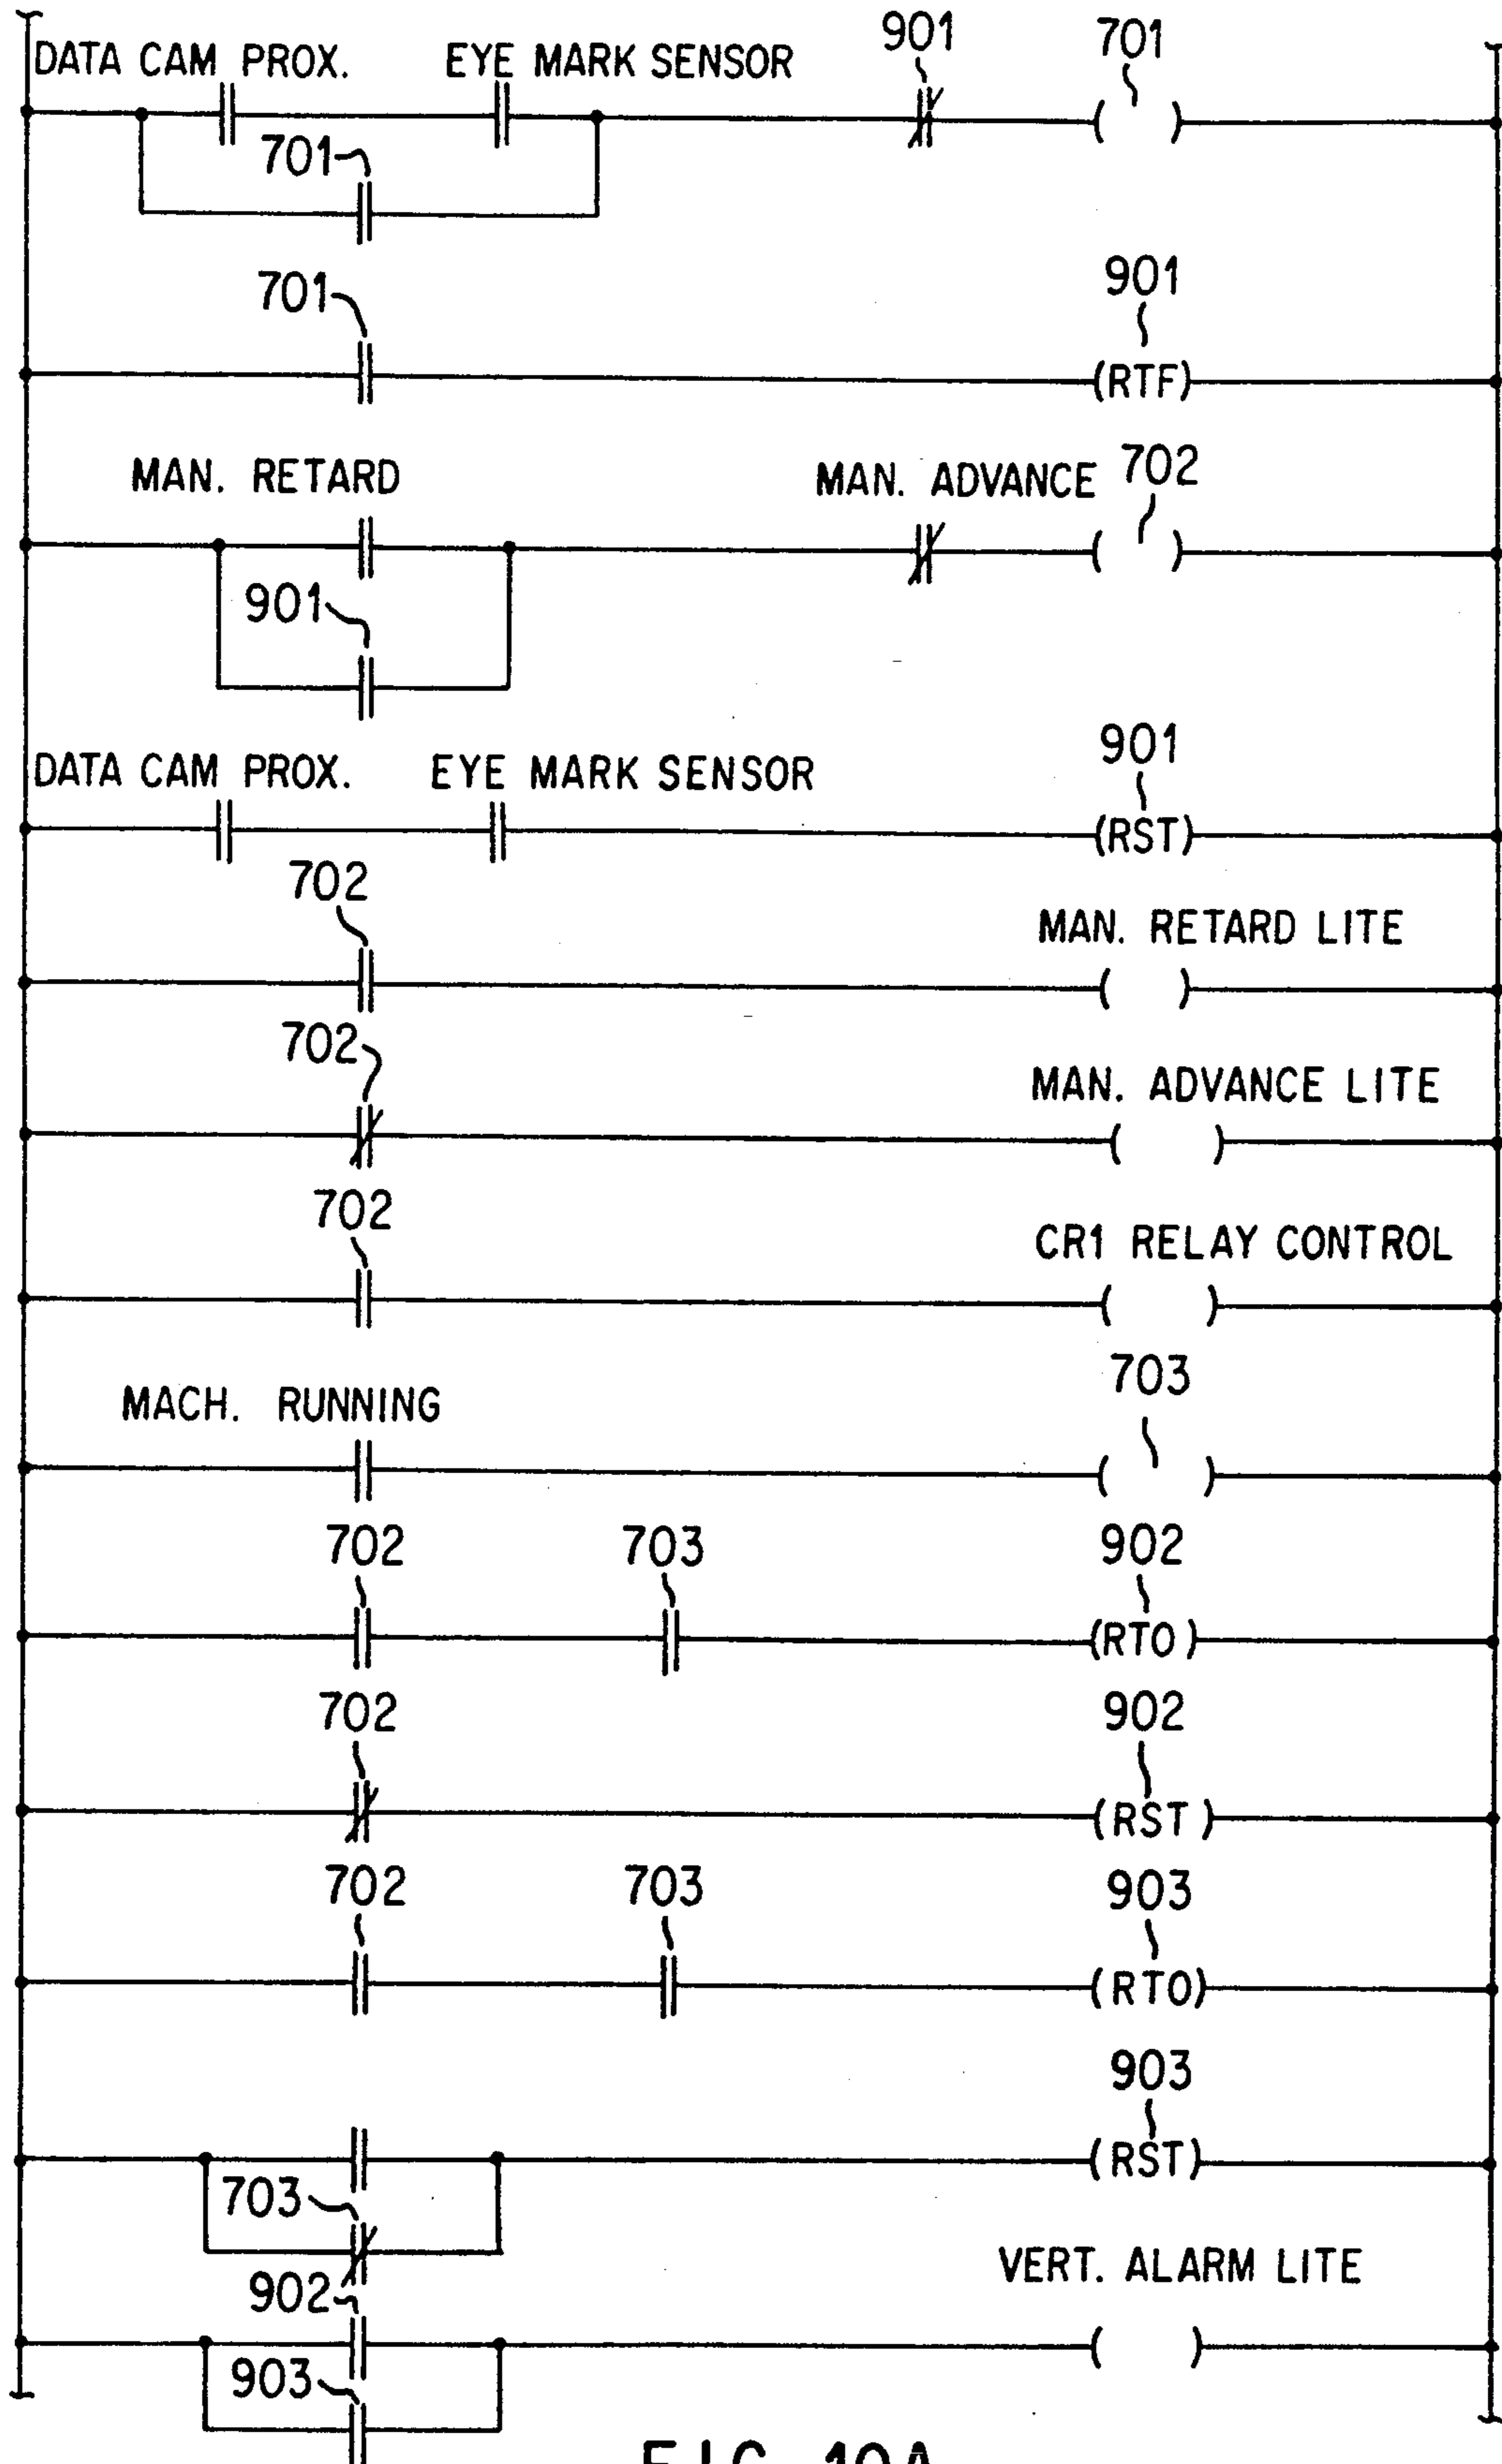 901 701
DATA CAM PROX. EYE MARK SENSOR
701
701 901
(RTF)
MAN. RETARD MAN. ADVANCE 702
901
DATA CAM PROX. EYE MARK SENSOR 901
(RST)
702
MAN. RETARD LITE
702
MAN. ADVANCE LITE
702
CR1 RELAY CONTROL
703
MACH. RUNNING
702 703 902
(RTO)
702 902
(RST)
702 703 903
(RTO)
903
(RST)
703
VERT. ALARM LITE
902
903
FIG. 10A